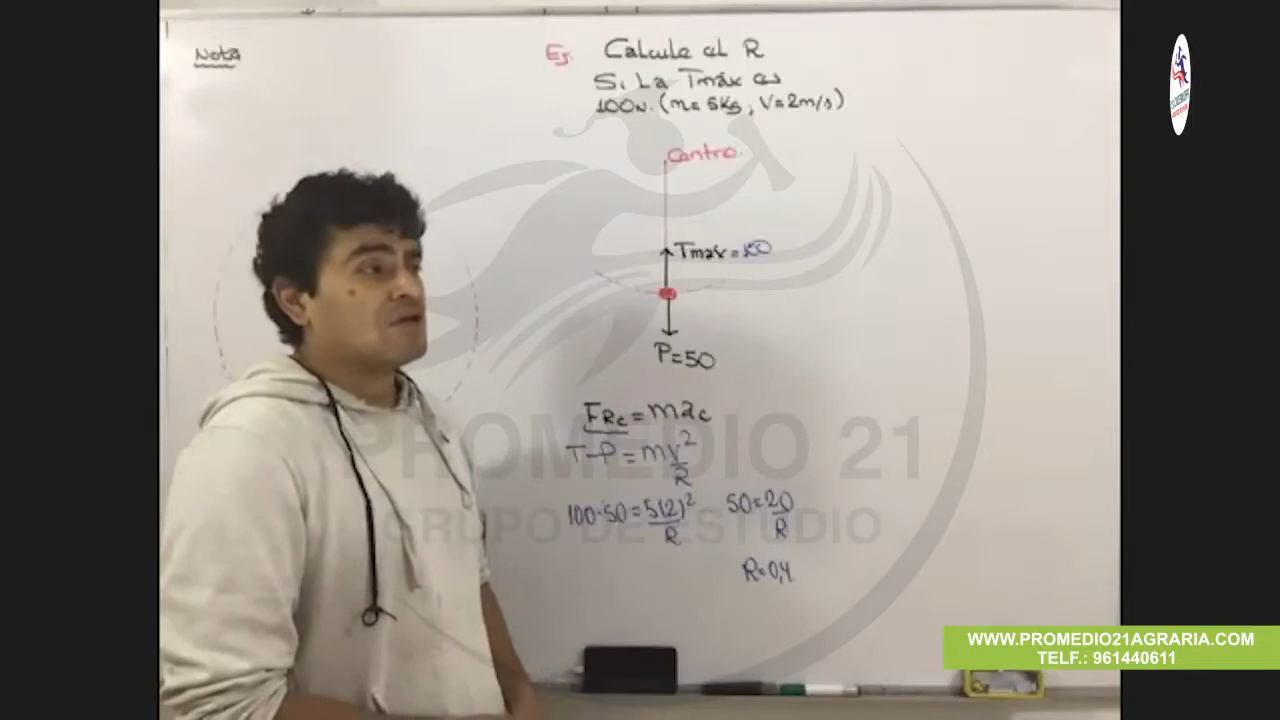 Nota
Ej. Calcule el R
Si La Tmáx es
100N. (m = 5Kg, V = 2m/s)
Centro.
Tmáx = 100
P = 50
FRc = mac
T-P = mv²/R
100-50 = 5(2)²/R
50 = 20/R
R = 0,4
PROMEDIO 21
GRUPO DE ESTUDIO
WWW.PROMEDIO21AGRARIA.COM
TELF.: 961440611